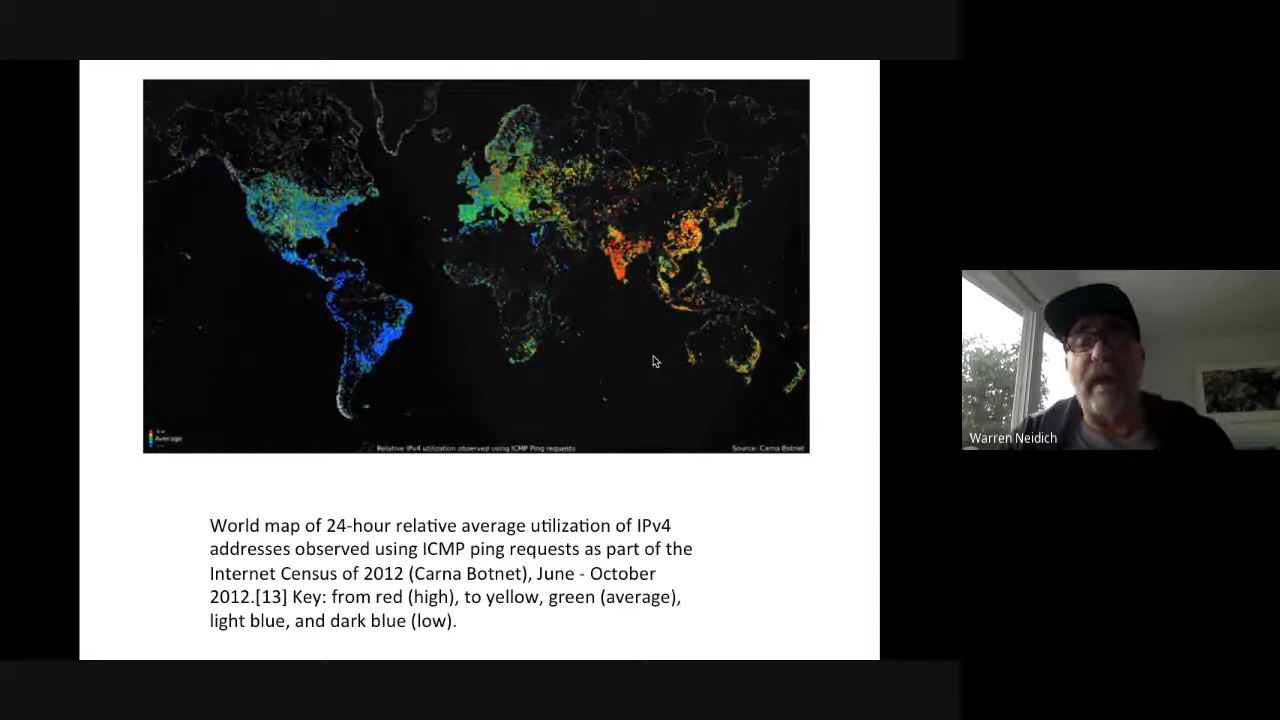 Average
Relative IPv4 utilization observed using ICMP Ping requests
Source: Carna Botnet
World map of 24-hour relative average utilization of IPv4
addresses observed using ICMP ping requests as part of the
Internet Census of 2012 (Carna Botnet), June - October
2012.[13] Key: from red (high), to yellow, green (average),
light blue, and dark blue (low).
Warren Neidich